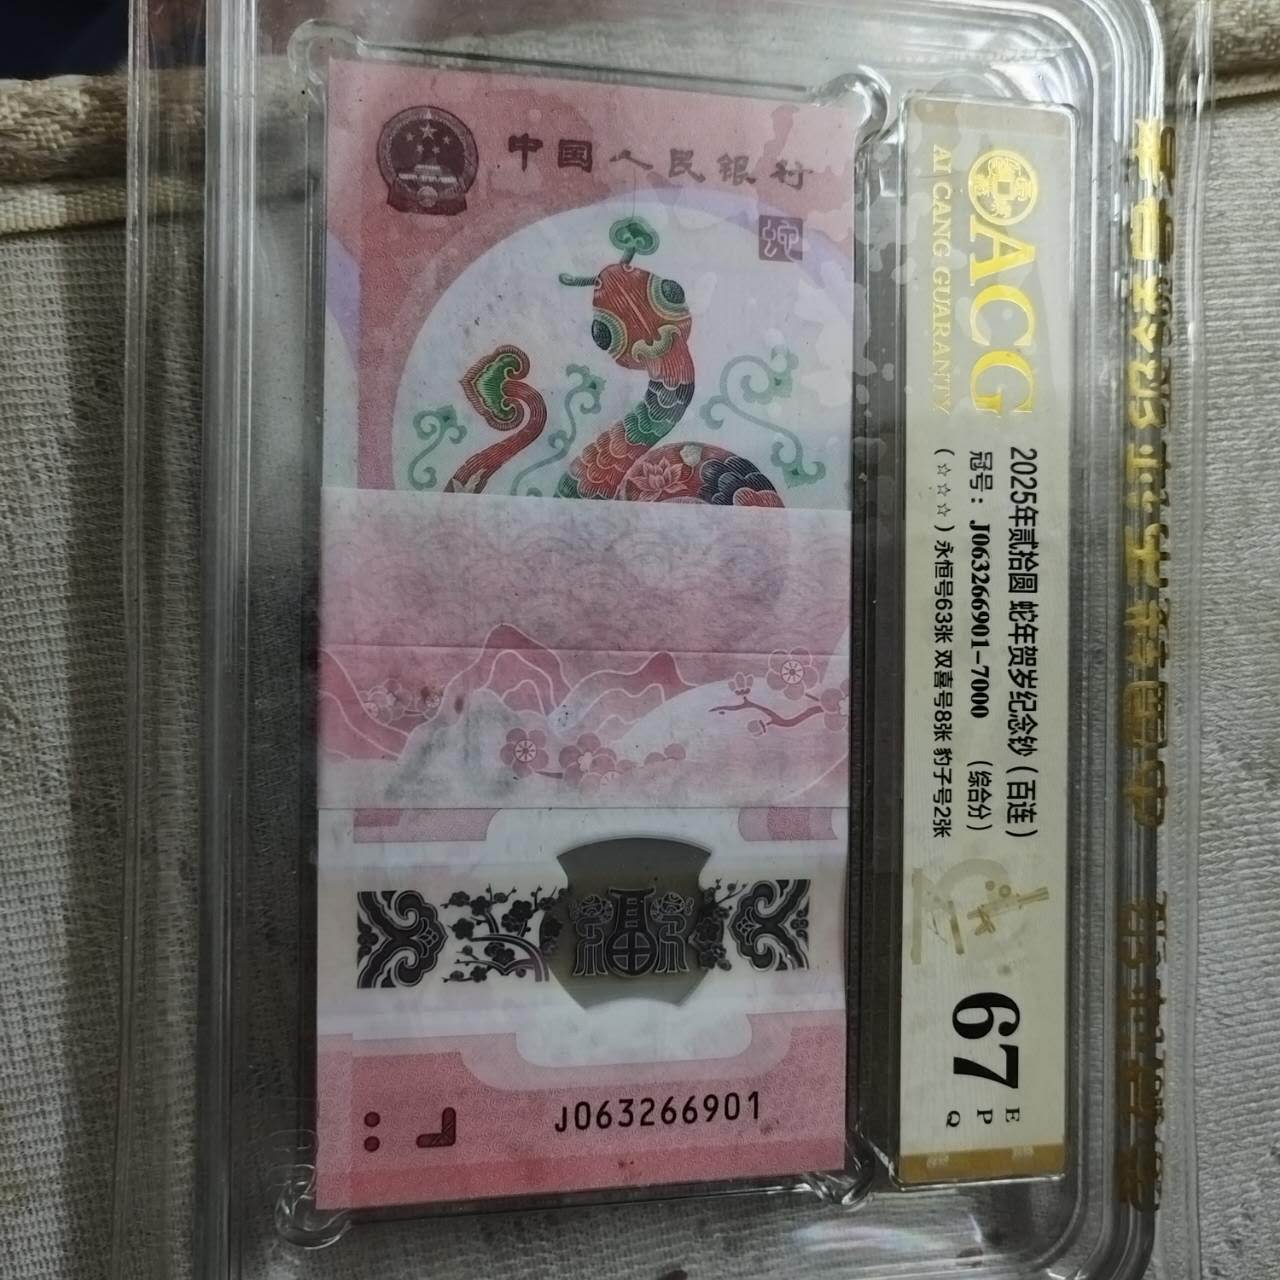 中国人民银行
蛇
福
J063266901
ACG
AI CANG GUARANTY
2025年贰拾圆 蛇年贺岁纪念钞（百连）
冠号：J063266901-7000 （综合分）
（☆☆☆）永恒号63张 双喜号8张 豹子号2张
67
E
P
Q